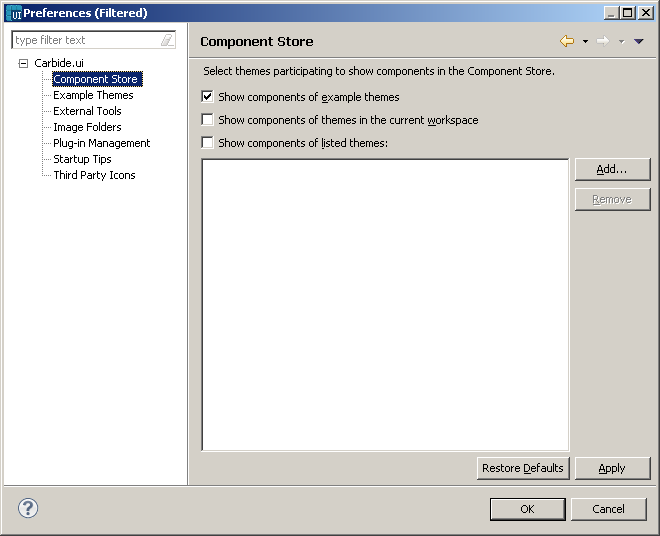 UI Preferences (Filtered)
type filter text
Carbide.ui
Component Store
Example Themes
External Tools
Image Folders
Plug-in Management
Startup Tips
Third Party Icons
Component Store
Select themes participating to show components in the Component Store.
Show components of example themes
Show components of themes in the current workspace
Show components of listed themes:
Add...
Remove
Restore Defaults
Apply
?
OK
Cancel